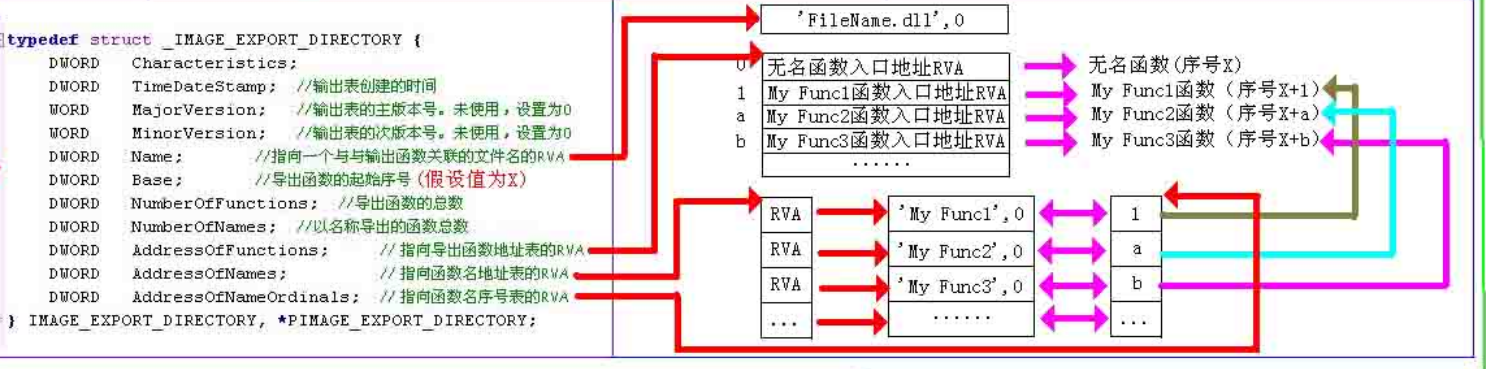 typedef struct _IMAGE_EXPORT_DIRECTORY {
DWORD Characteristics;
DWORD TimeDateStamp; //输出表创建的时间
WORD MajorVersion; //输出表的主版本号。未使用，设置为0
WORD MinorVersion; //输出表的次版本号。未使用，设置为0
DWORD Name; //指向一个与与输出函数关联的文件名的RVA
DWORD Base; //导出函数的起始序号(假设值为X)
DWORD NumberOfFunctions; //导出函数的总数
DWORD NumberOfNames; //以名称导出的函数总数
DWORD AddressOfFunctions; //指向导出函数地址表的RVA
DWORD AddressOfNames; //指向函数名地址表的RVA
DWORD AddressOfNameOrdinals; //指向函数名序号表的RVA
} IMAGE_EXPORT_DIRECTORY, *PIMAGE_EXPORT_DIRECTORY;
'FileName.dll',0
0 无名函数入口地址RVA 无名函数(序号X)
1 My Func1函数入口地址RVA My Func1函数（序号X+1）
a My Func2函数入口地址RVA My Func2函数（序号X+a）
b My Func3函数入口地址RVA My Func3函数（序号X+b）
······
RVA 'My Func1',0 1
RVA 'My Func2',0 a
RVA 'My Func3',0 b
... ······ ...